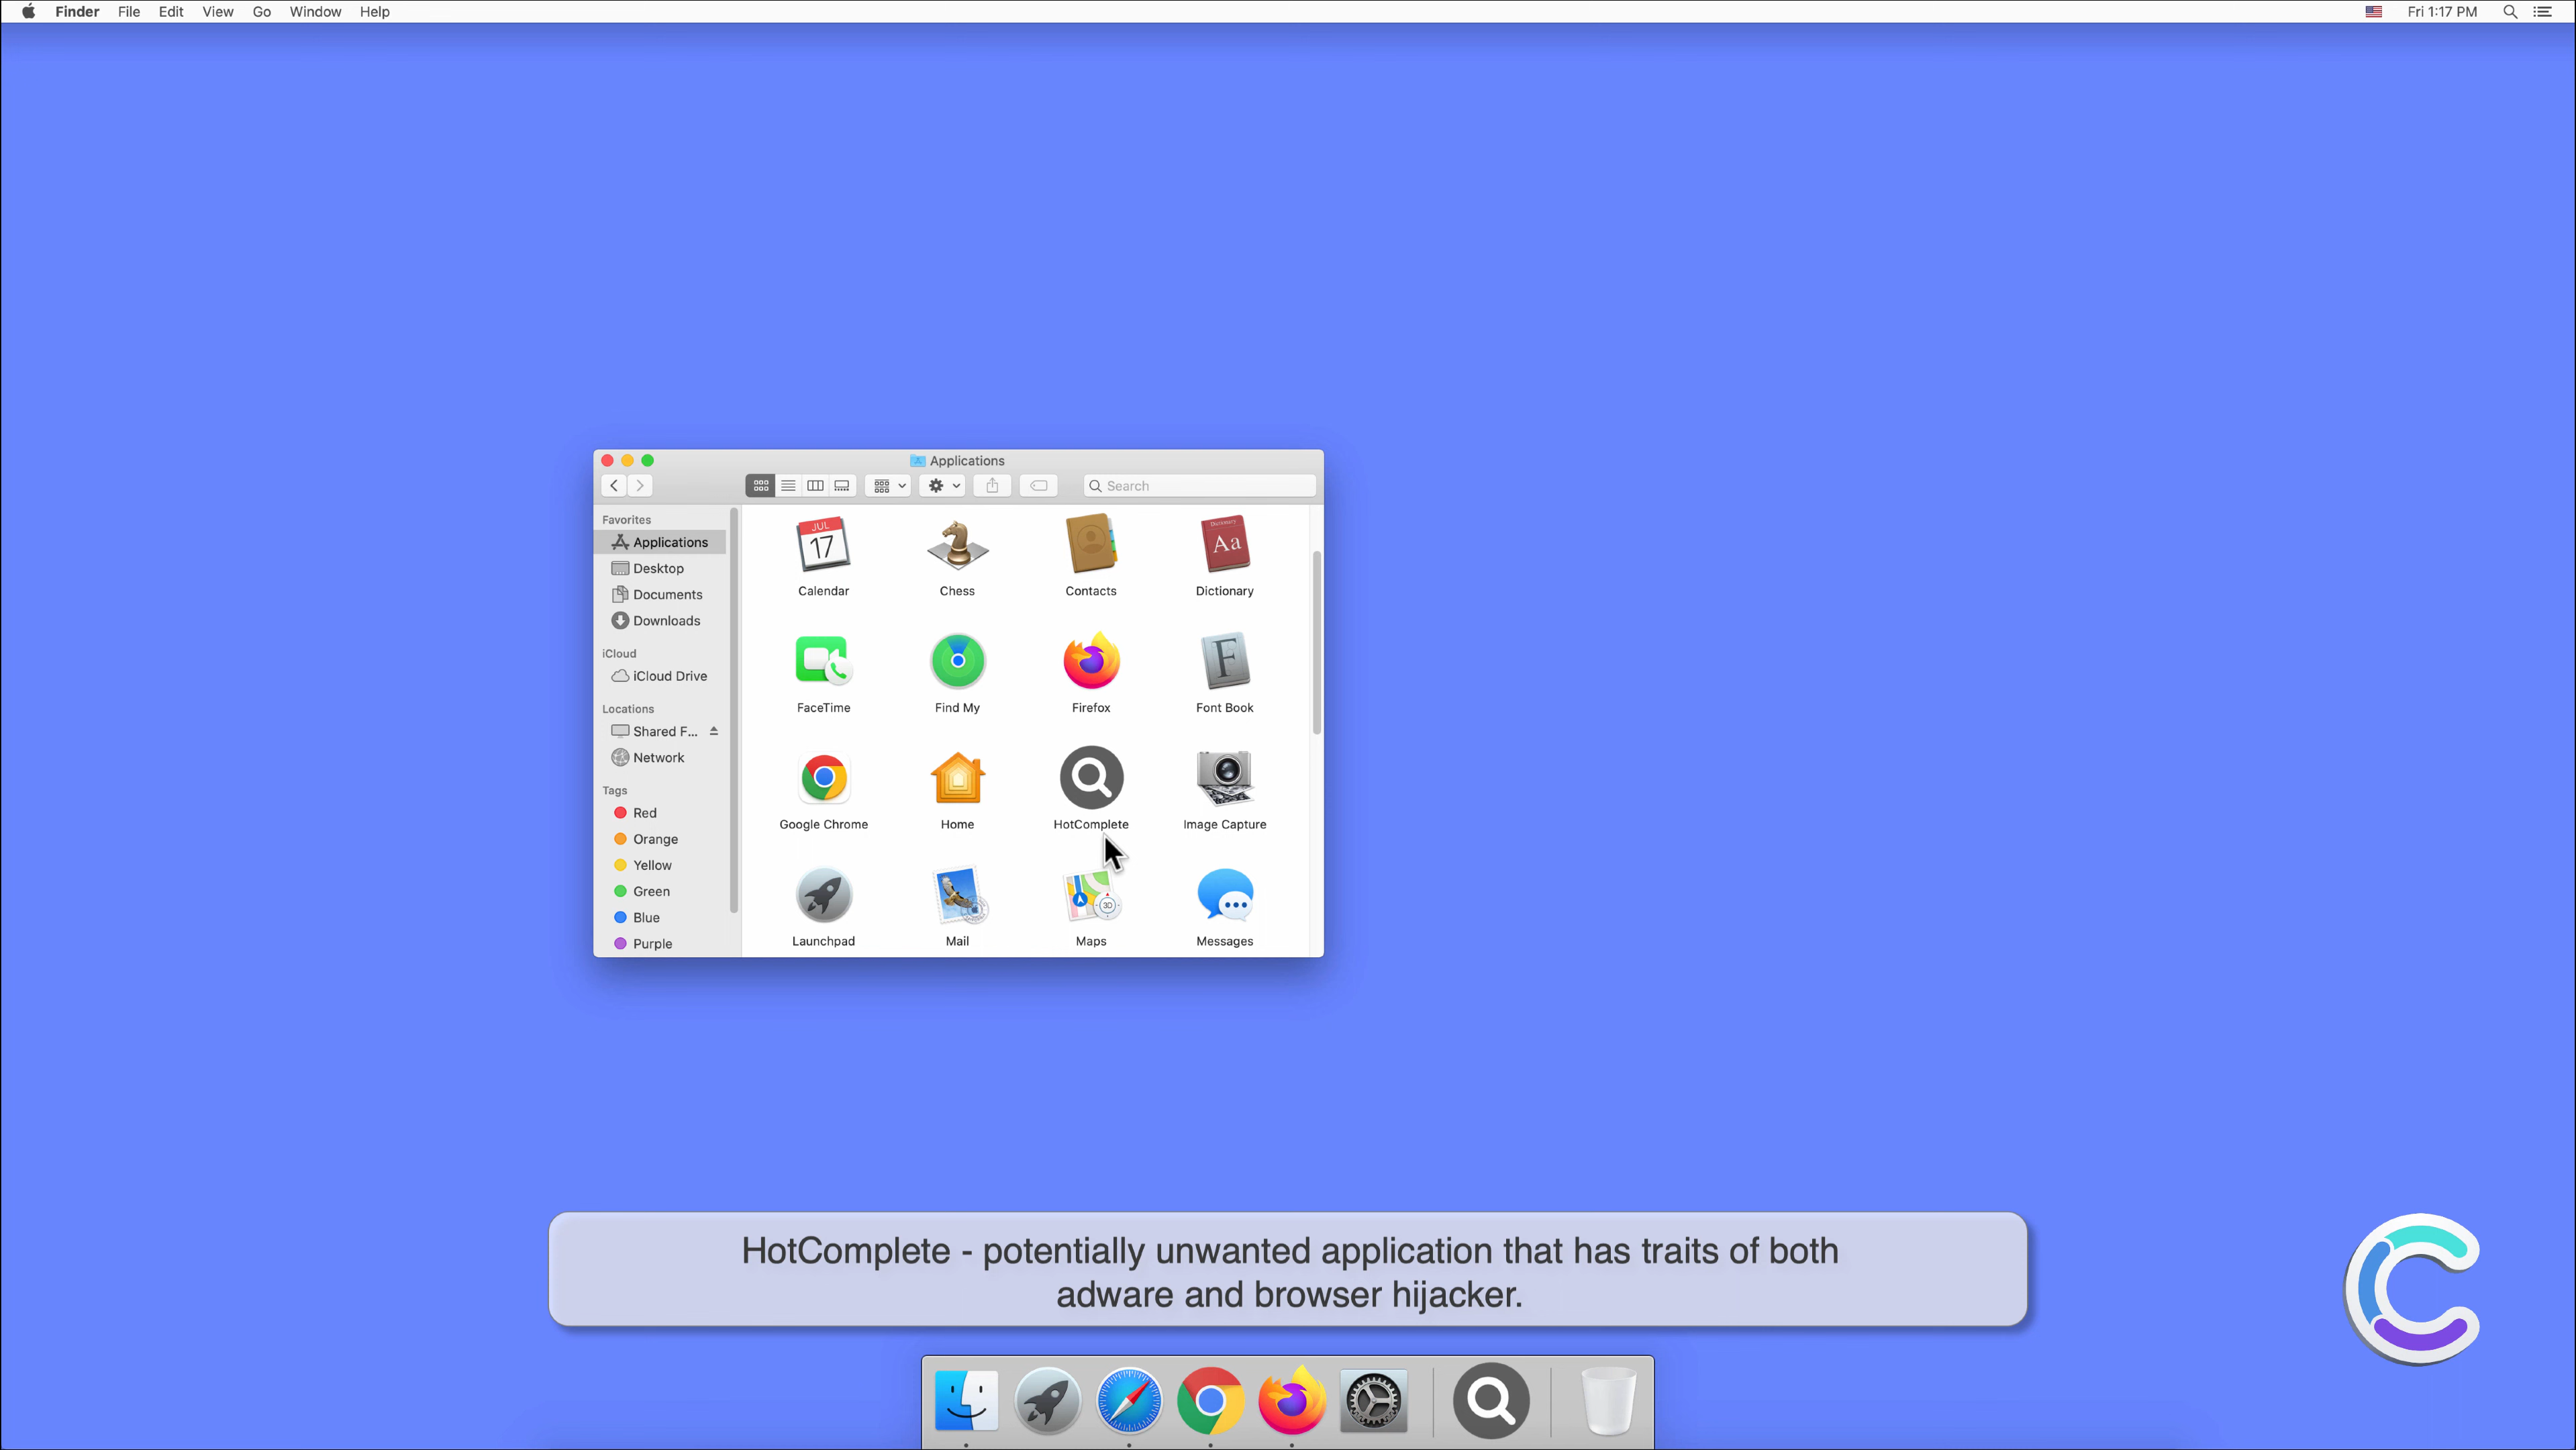 Finder File Edit View Go Window Help Fri 1:17 PM
Applications
Search
Favorites
Applications
Desktop
Documents
Downloads
iCloud
iCloud Drive
Locations
Shared F...
Network
Tags
Red
Orange
Yellow
Green
Blue
Purple
JUL
17
Dictionary
Aa
Calendar Chess Contacts Dictionary
F
FaceTime Find My Firefox Font Book
Google Chrome Home HotComplete Image Capture
3D
Launchpad Mail Maps Messages
HotComplete - potentially unwanted application that has traits of both
adware and browser hijacker.
C